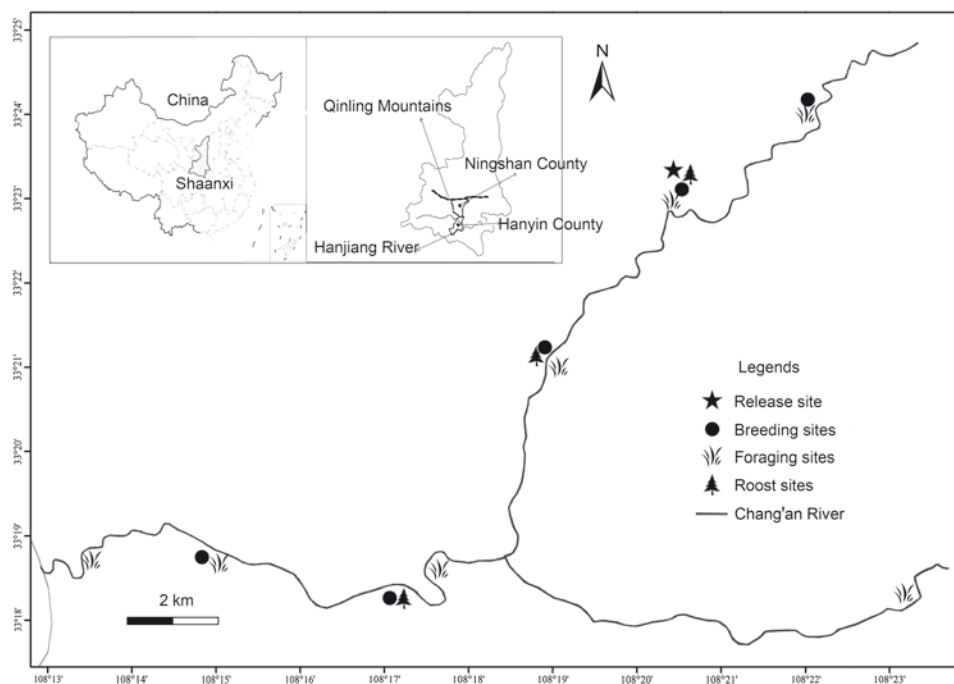 33°25'
33°24'
33°23'
33°22'
33°21'
33°20'
33°19'
33°18'
China
Shaanxi
Qinling Mountains
Ningshan County
Hanyin County
Hanjiang River
N
Legends
Release site
Breeding sites
Foraging sites
Roost sites
Chang'an River
2 km
108°13' 108°14' 108°15' 108°17' 108°17' 108°19' 108°20' 108°21' 108°22' 108°23'